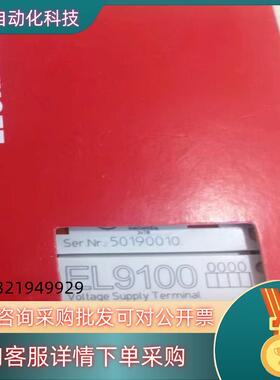 自动化科技
Ser Nr.: 50190010
EL9100
Voltage Supply Terminal
321949929
咨询采购批发可对公开票
客服详情下单采购